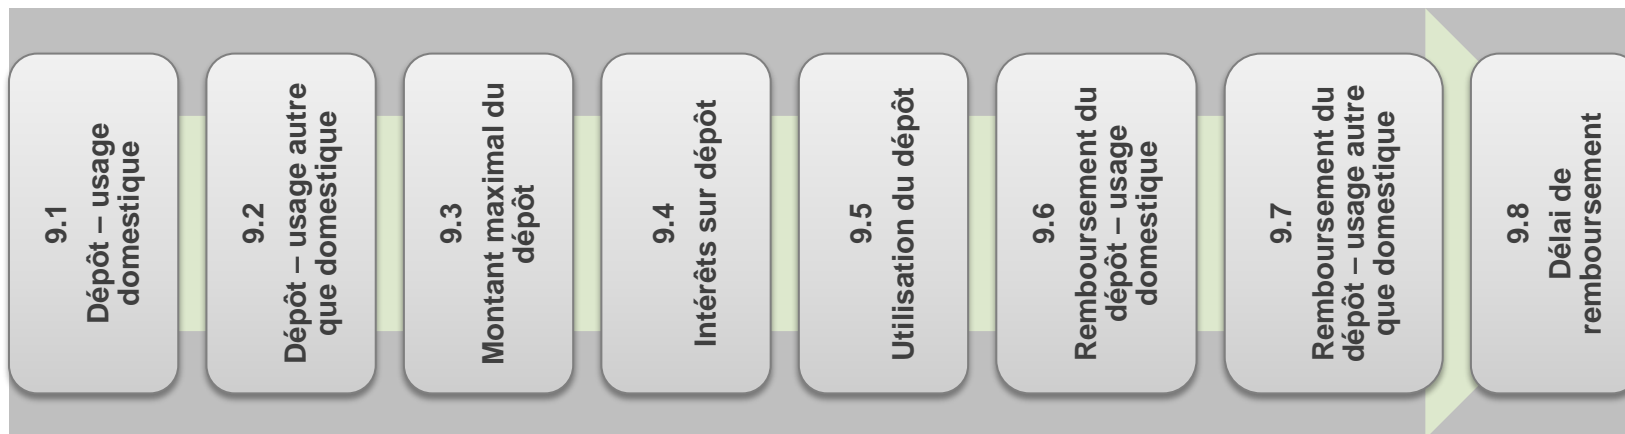 9.1
Dépôt – usage
domestique
9.2
Dépôt – usage autre
que domestique
9.3
Montant maximal du
dépôt
9.4
Intérêts sur dépôt
9.5
Utilisation du dépôt
9.6
Remboursement du
dépôt – usage
domestique
9.7
Remboursement du
dépôt – usage autre
que domestique
9.8
Délai de
remboursement